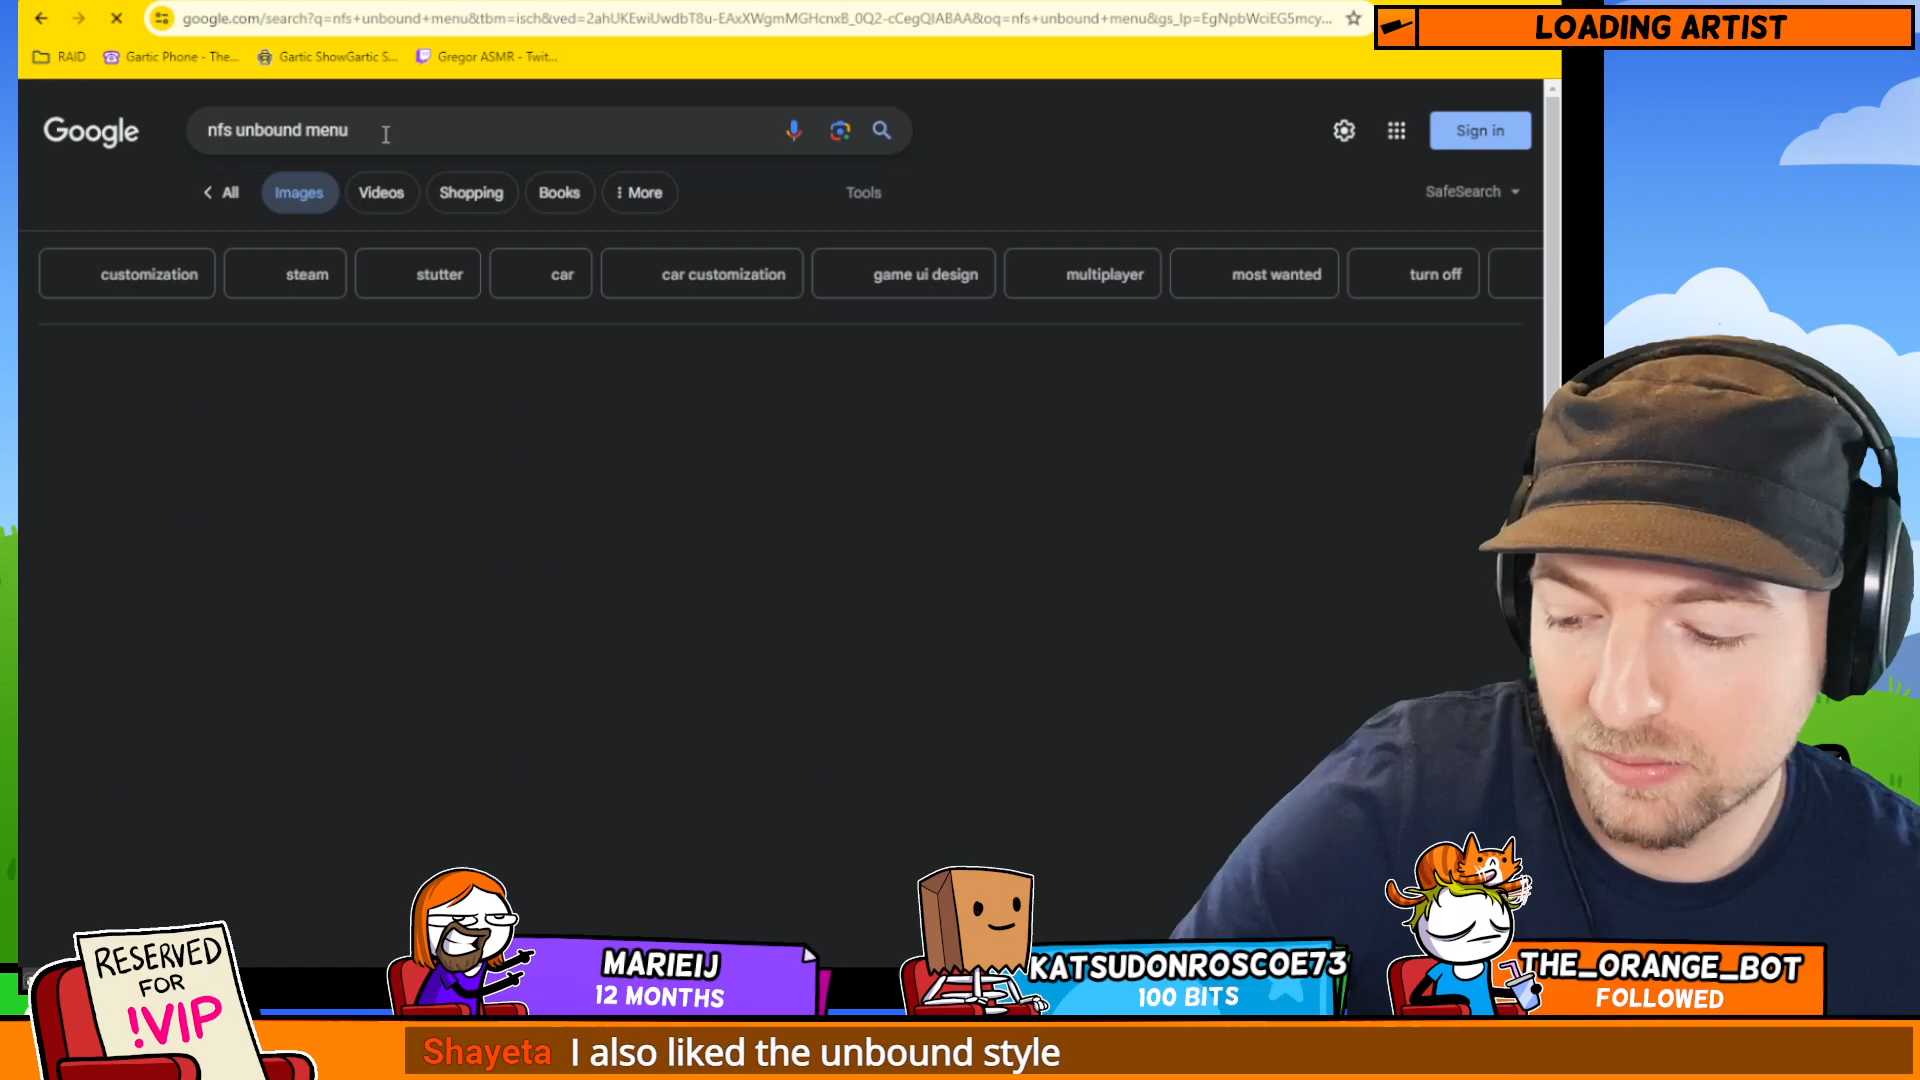 google.com/search?q=nfs+unbound+menu&tbm=isch&ved=2ahUKEwiUwdbT8u-EAxXWgmMGHcnxB_0Q2-cCegQIABAA&oq=nfs+unbound+menu&gs_lp=EgNpbWciEG5mcy...
LOADING ARTIST
RAID
Gartic Phone - The...
Gartic ShowGartic S...
Gregor ASMR - Twit...
Google
nfs unbound menu
Sign in
All
Images
Videos
Shopping
Books
More
Tools
SafeSearch
customization
steam
stutter
car
car customization
game ui design
multiplayer
most wanted
turn off
RESERVED
FOR
!VIP
MARIEIJ
12 MONTHS
KATSUDONROSCOE73
100 BITS
THE_ORANGE_BOT
FOLLOWED
Shayeta I also liked the unbound style